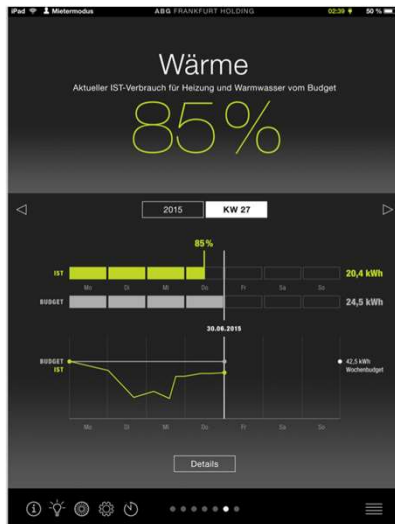 iPad Mietermodus ABG FRANKFURT HOLDING 02:39 50 %
Wärme
Aktueller IST-Verbrauch für Heizung und Warmwasser vom Budget
85%
2015 KW 27
85%
IST 20,4 kWh
Mo Di Mi Do Fr Sa So
BUDGET 24,5 kWh
30.06.2015
BUDGET 42,5 kWh
IST Wochenbudget
Mo Di Mi Do Fr Sa So
Details